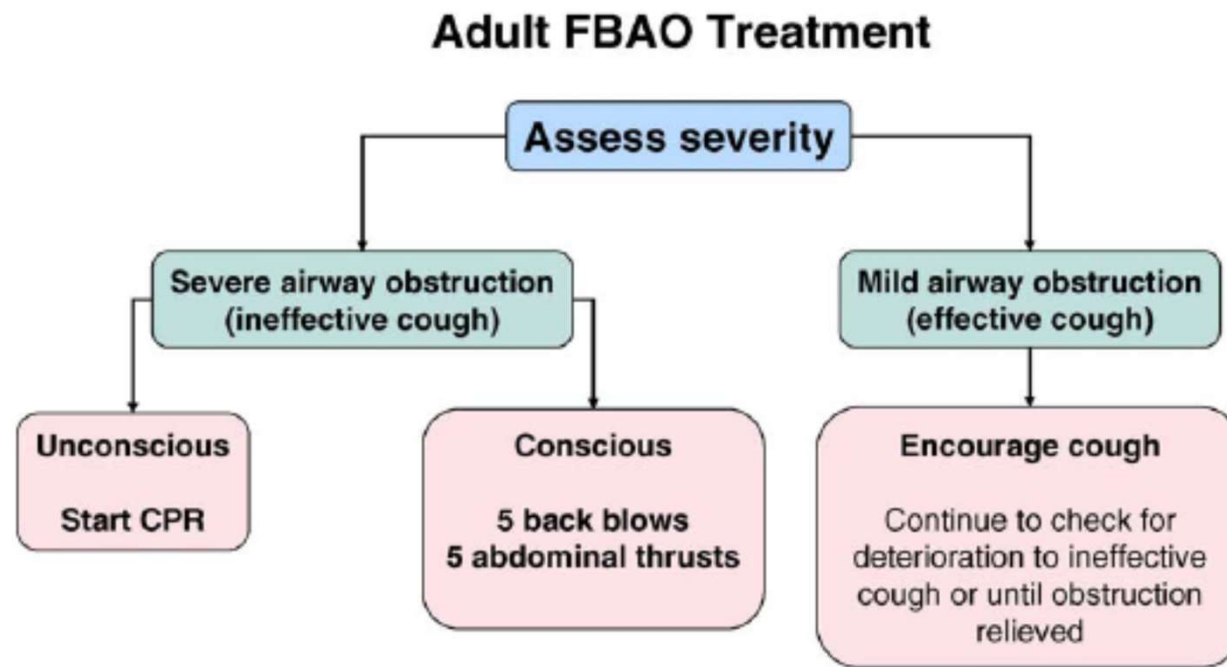 Adult FBAO Treatment
Assess severity
Severe airway obstruction
(ineffective cough)
Mild airway obstruction
(effective cough)
Unconscious
Start CPR
Conscious
5 back blows
5 abdominal thrusts
Encourage cough
Continue to check for
deterioration to ineffective
cough or until obstruction
relieved